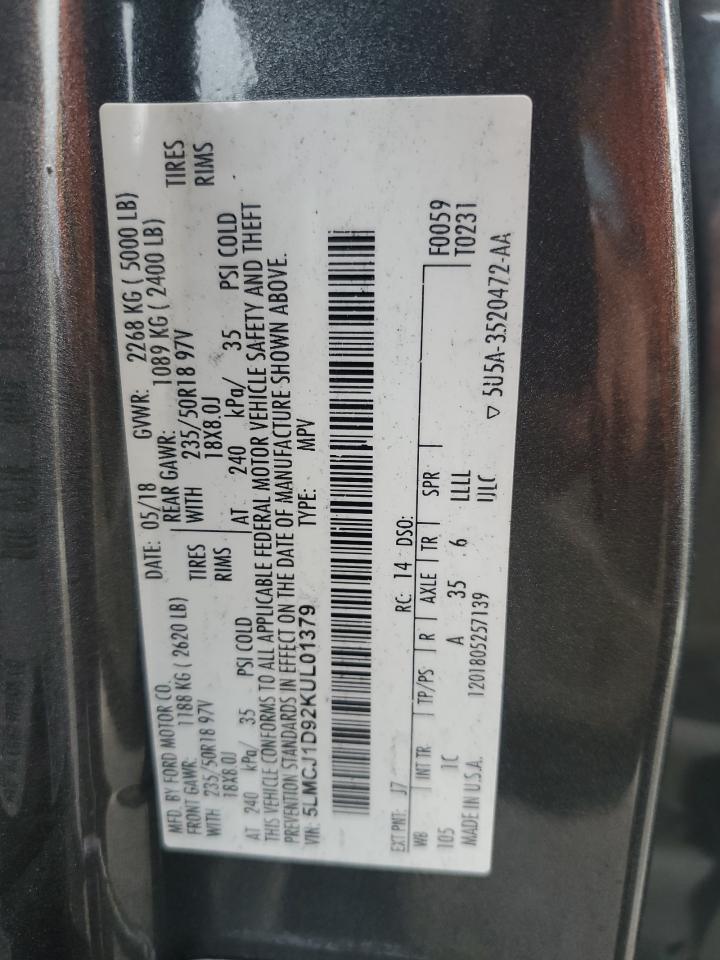 MFD. BY FORD MOTOR CO.
DATE: 05/18 GVWR: 2268 KG ( 5000 LB)
FRONT GAWR: 1188 KG ( 2620 LB) REAR GAWR: 1089 KG ( 2400 LB)
WITH 235/50R18 97V TIRES WITH 235/50R18 97V TIRES
18X8.0J RIMS 18X8.0J RIMS
AT 240 kPa/ 35 PSI COLD AT 240 kPa/ 35 PSI COLD
THIS VEHICLE CONFORMS TO ALL APPLICABLE FEDERAL MOTOR VEHICLE SAFETY AND THEFT
PREVENTION STANDARDS IN EFFECT ON THE DATE OF MANUFACTURE SHOWN ABOVE.
VIN: 5LMCJ1D92KUL01379 TYPE: MPV
EXT PNT: J7 RC: 14 DSO: F0059
T0231
WB INT TR TP/PS R AXLE TR SPR
105 1C A 35 6 LLLL
ULC
MADE IN U.S.A. 1201805257139
▽ 5U5A-3520472-AA